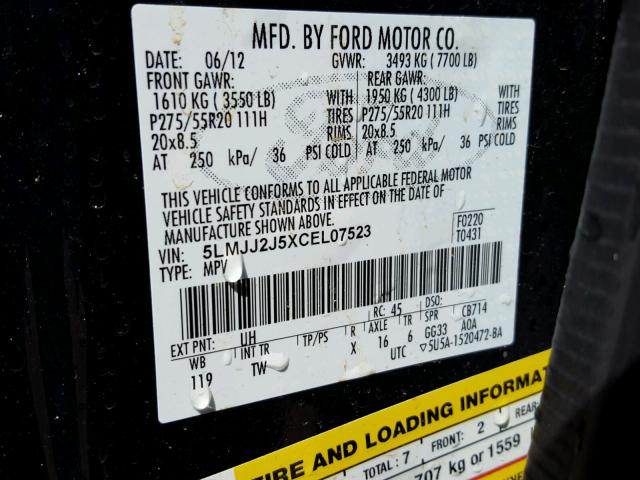 MFD. BY FORD MOTOR CO.
DATE: 06/12 GVWR: 3493 KG ( 7700 LB)
FRONT GAWR: REAR GAWR:
1610 KG ( 3550 LB) WITH 1950 KG ( 4300 LB) WITH
P275/55R20 111H TIRES P275/55R20 111H TIRES
20x8.5 RIMS 20x8.5 RIMS
AT 250 kPa/ 36 PSI COLD AT 250 kPa/ 36 PSI COLD
THIS VEHICLE CONFORMS TO ALL APPLICABLE FEDERAL MOTOR
VEHICLE SAFETY STANDARDS IN EFFECT ON THE DATE OF
MANUFACTURE SHOWN ABOVE.
VIN: 5LMJJ2J5XCEL07523 F0220
TYPE: MPV T0431
EXT PNT: UH RC: 45 DSO:
WB INT TR TP/PS R AXLE TR SPR CB714
119 TW X 16 6 GG33 AOA
UTC ▽5U5A-1520472-BA
TIRE AND LOADING INFORMAT
TOTAL: 7 FRONT: 2 REAR:
707 kg or 1559